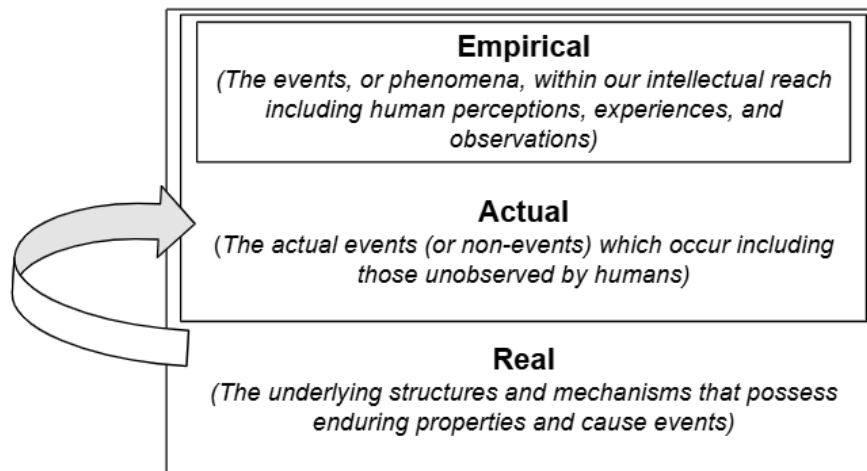 Empirical
(The events, or phenomena, within our intellectual reach
including human perceptions, experiences, and
observations)
Actual
(The actual events (or non-events) which occur including
those unobserved by humans)
Real
(The underlying structures and mechanisms that possess
enduring properties and cause events)